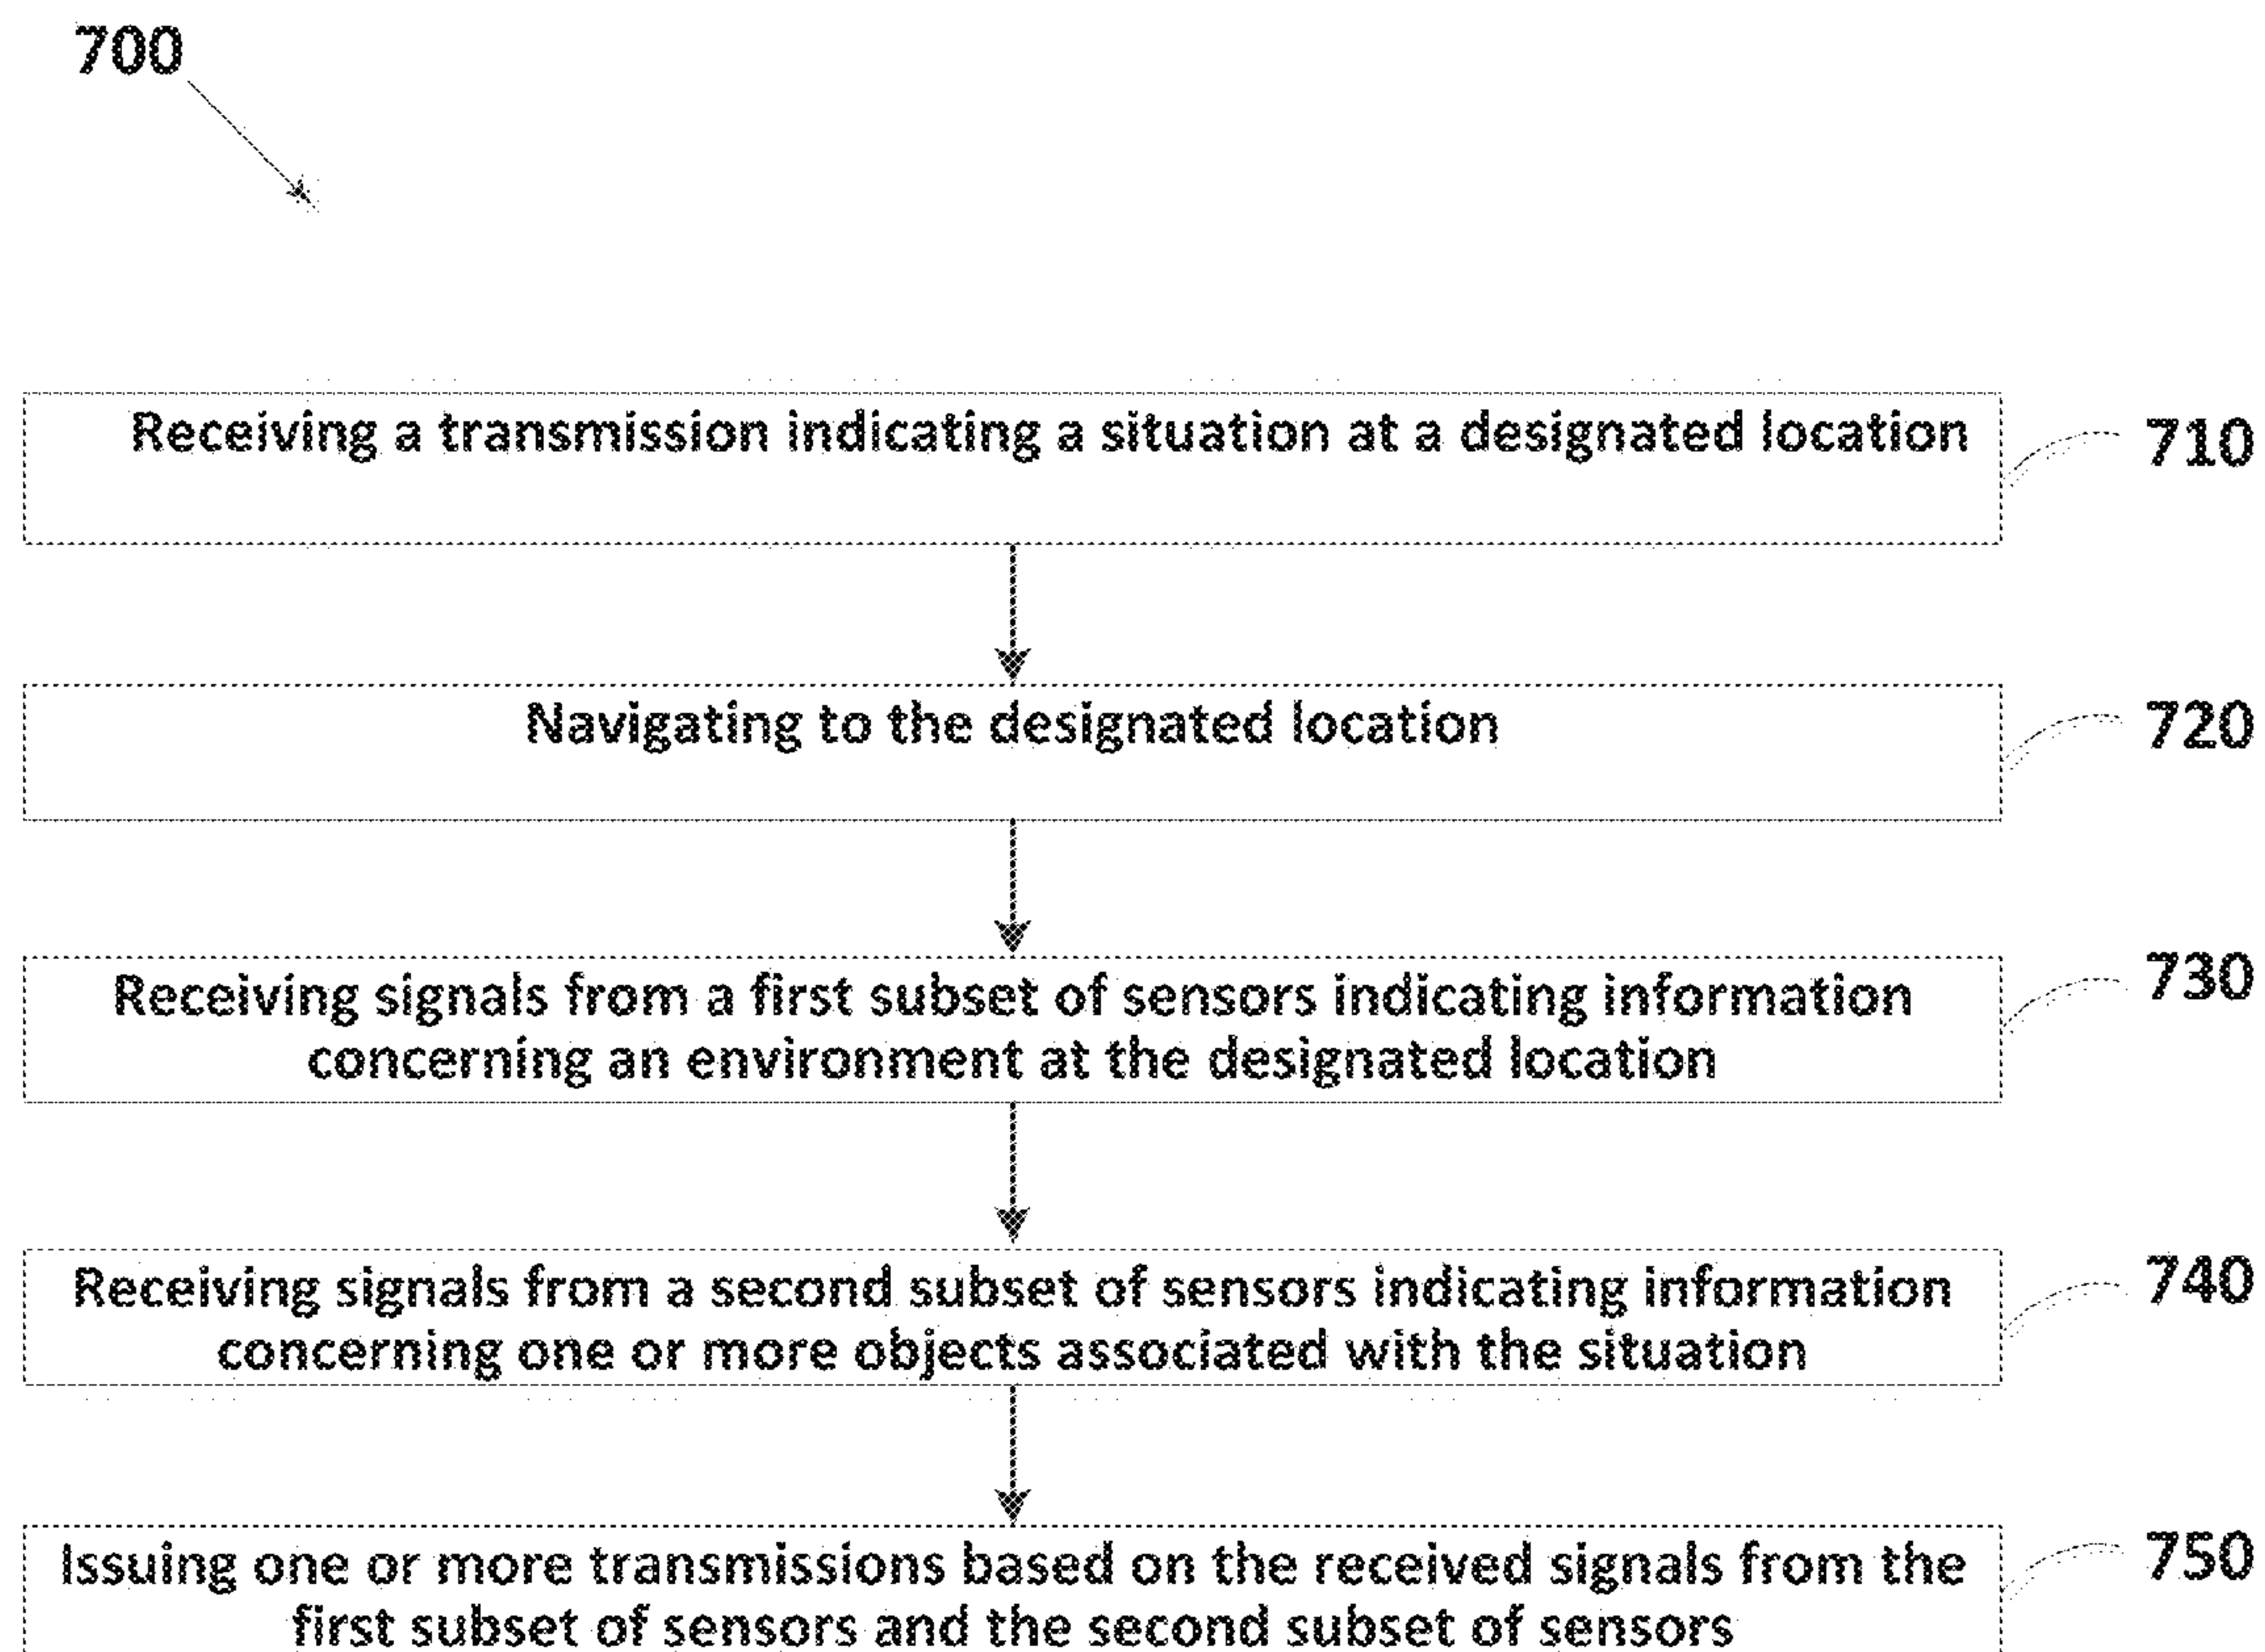 700
Receiving a transmission indicating a situation at a designated location
710
Navigating to the designated location
720
Receiving signals from a first subset of sensors indicating information
concerning an environment at the designated location
730
Receiving signals from a second subset of sensors indicating information
concerning one or more objects associated with the situation
740
Issuing one or more transmissions based on the received signals from the
first subset of sensors and the second subset of sensors
750